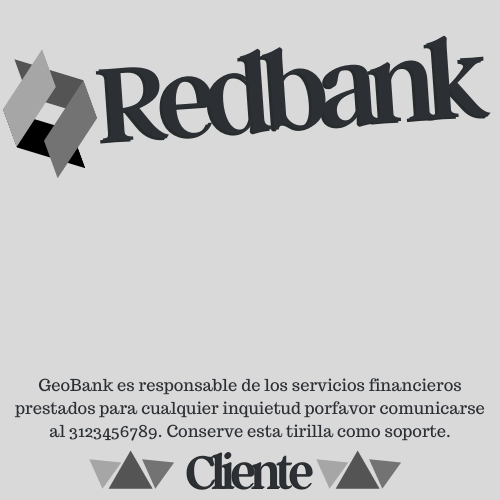 Redbank
GeoBank es responsable de los servicios financieros
prestados para cualquier inquietud porfavor comunicarse
al 3123456789. Conserve esta tirilla como soporte.
Cliente